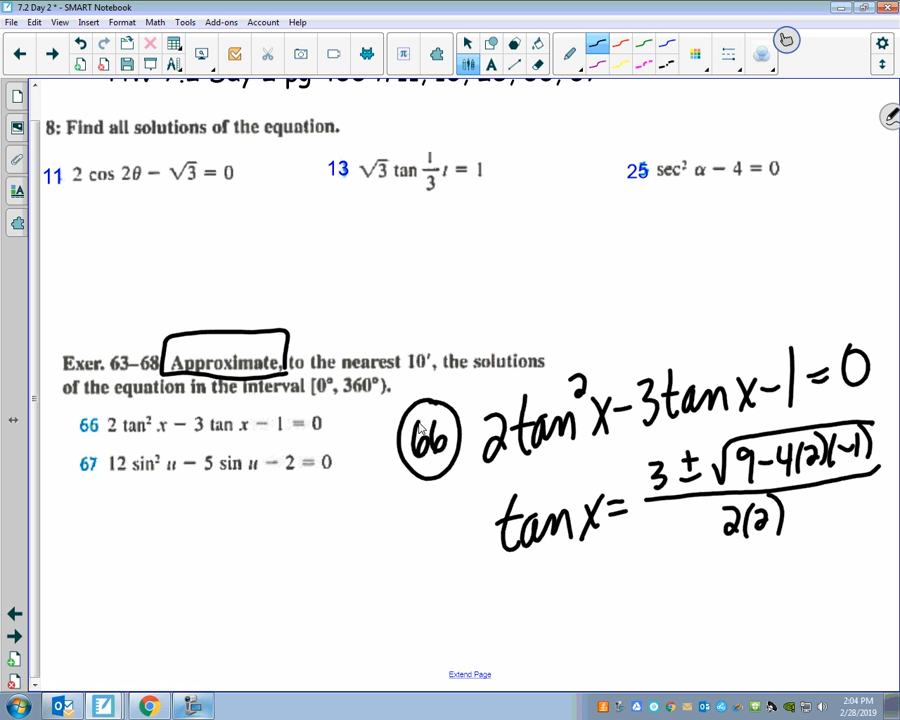 7.2 Day 2 * - SMART Notebook
File Edit View Insert Format Math Tools Add-ons Account Help
8: Find all solutions of the equation.
11 2 cos 2θ − √3 = 0
13 √3 tan 1/3 t = 1
25 sec² α − 4 = 0
Exer. 63–68 Approximate, to the nearest 10′, the solutions
of the equation in the interval [0°, 360°).
66 2 tan² x − 3 tan x − 1 = 0
67 12 sin² u − 5 sin u − 2 = 0
66 2tan²x-3tanx-1=0
tanx= 3±√9-4(2)(-1) / 2(2)
Extend Page
2:04 PM
2/28/2019